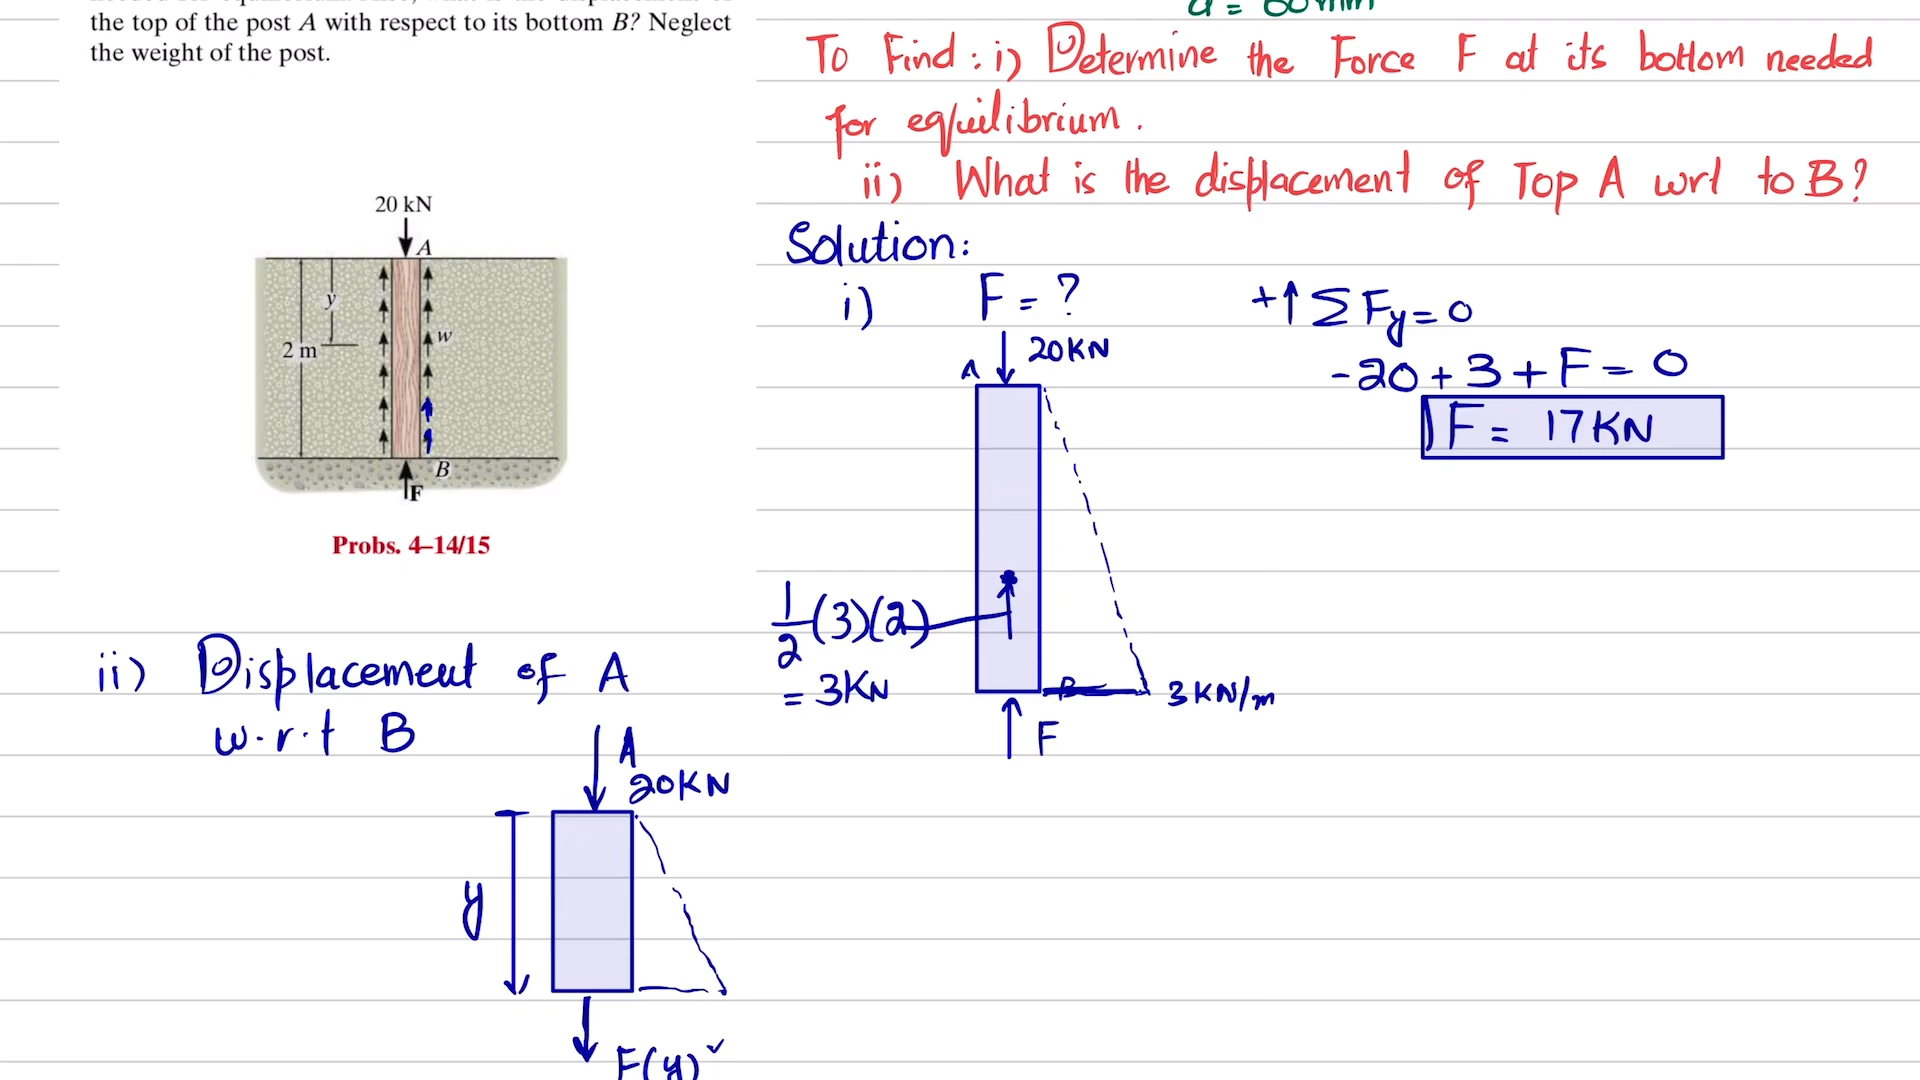 the top of the post A with respect to its bottom B? Neglect
the weight of the post.
20 kN
A
y
w
2 m
B
F
Probs. 4–14/15
d = 60mm
To Find : i) Determine the Force F at its bottom needed
for equilibrium.
ii) What is the displacement of Top A wrt to B?
Solution:
i) F = ?
20KN
A
+↑ΣFy=0
-20+3+F=0
F = 17KN
1/2 (3)(2)
= 3KN
B
3KN/m
F
ii) Displacement of A
w.r.t B
A
20KN
y
F(y)